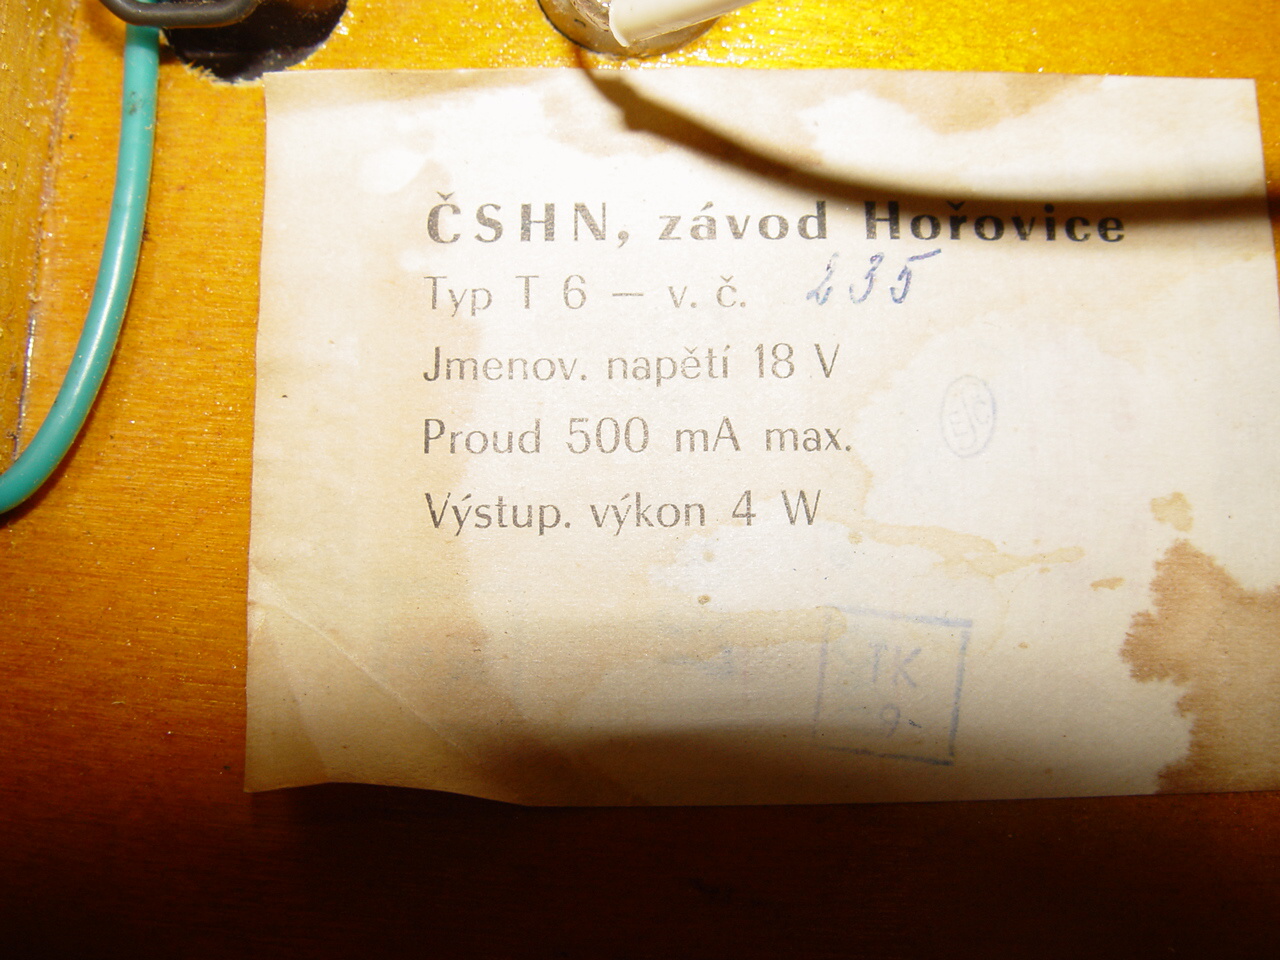 ČSHN, závod Hořovice
Typ T 6 — v. č. 235
Jmenov. napětí 18 V
Proud 500 mA max.
Výstup. výkon 4 W
TK
9-